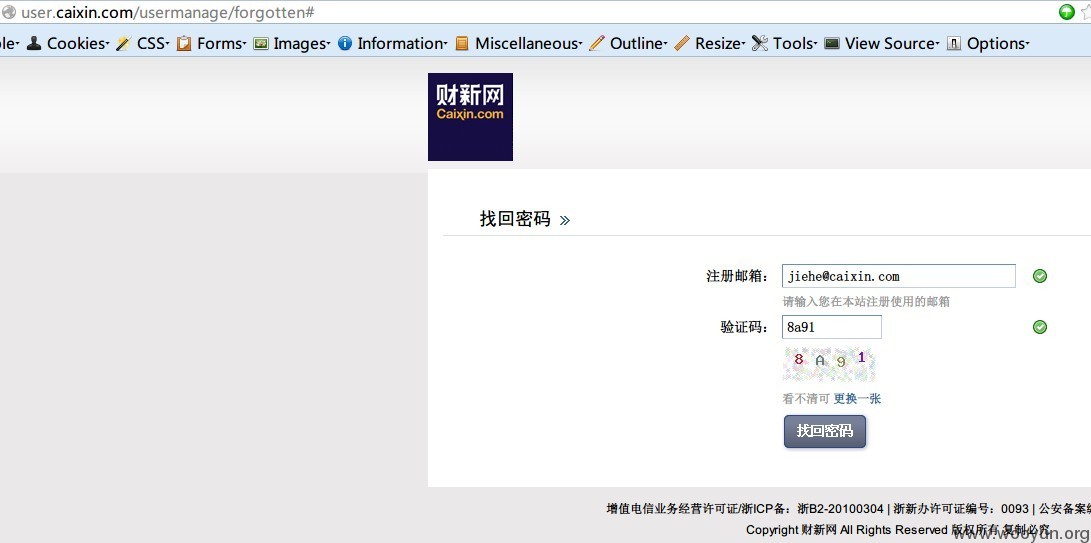 user.caixin.com/usermanage/forgotten#
le▾ Cookies▾ CSS▾ Forms▾ Images▾ Information▾ Miscellaneous▾ Outline▾ Resize▾ Tools▾ View Source▾ Options▾
财新网
Caixin.com
找回密码 »
注册邮箱: jiehe@caixin.com
请输入您在本站注册使用的邮箱
验证码: 8a91
8A91
看不清可 更换一张
找回密码
增值电信业务经营许可证/浙ICP备:浙B2-20100304 | 浙新办许可证编号:0093 | 公安备案
Copyright 财新网 All Rights Reserved 版权所有 复制必究
www.wooyun.org